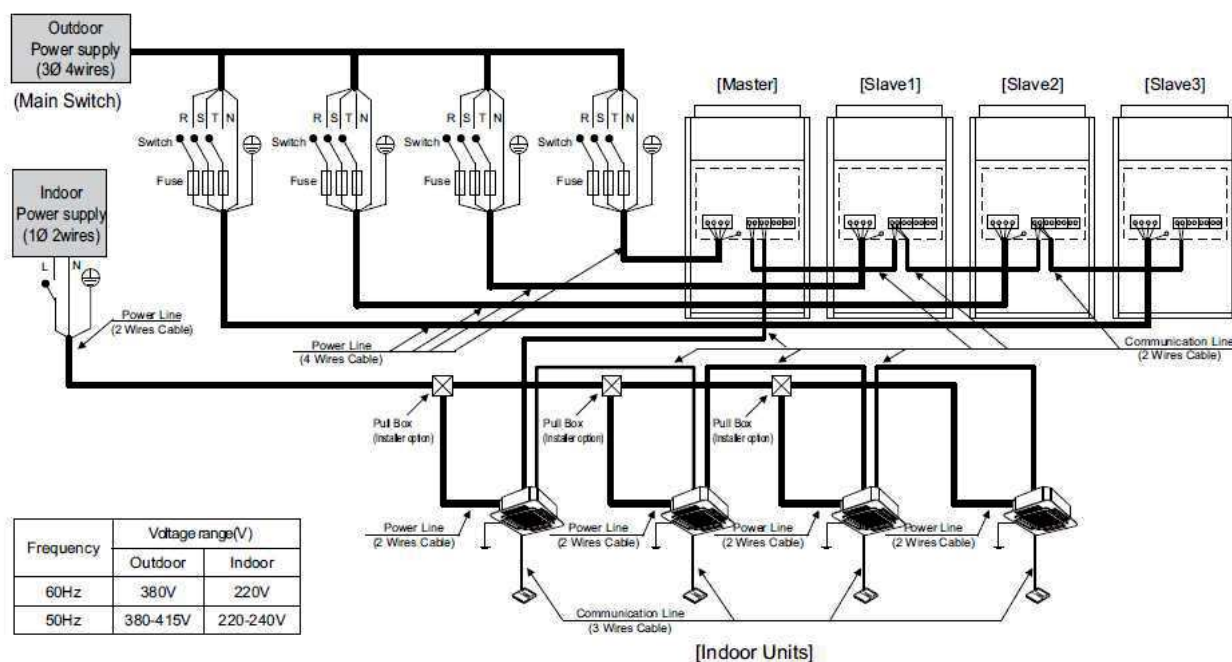 Outdoor
Power supply
(3Ø 4wires)
(Main Switch)
[Master]
[Slave1]
[Slave2]
[Slave3]
R S T N
R S T N
R S T N
R S T N
Switch
Switch
Switch
Switch
Fuse
Fuse
Fuse
Fuse
Indoor
Power supply
(1Ø 2wires)
L
N
Power Line
(2 Wires Cable)
Power Line
(4 Wires Cable)
Communication Line
(2 Wires Cable)
Pull Box
(Installer option)
Pull Box
(Installer option)
Pull Box
(Installer option)
Power Line
(2 Wires Cable)
Power Line
(2 Wires Cable)
Power Line
(2 Wires Cable)
Power Line
(2 Wires Cable)
Frequency
Voltage range(V)
Outdoor
Indoor
60Hz
380V
220V
50Hz
380-415V
220-240V
Communication Line
(3 Wires Cable)
[Indoor Units]